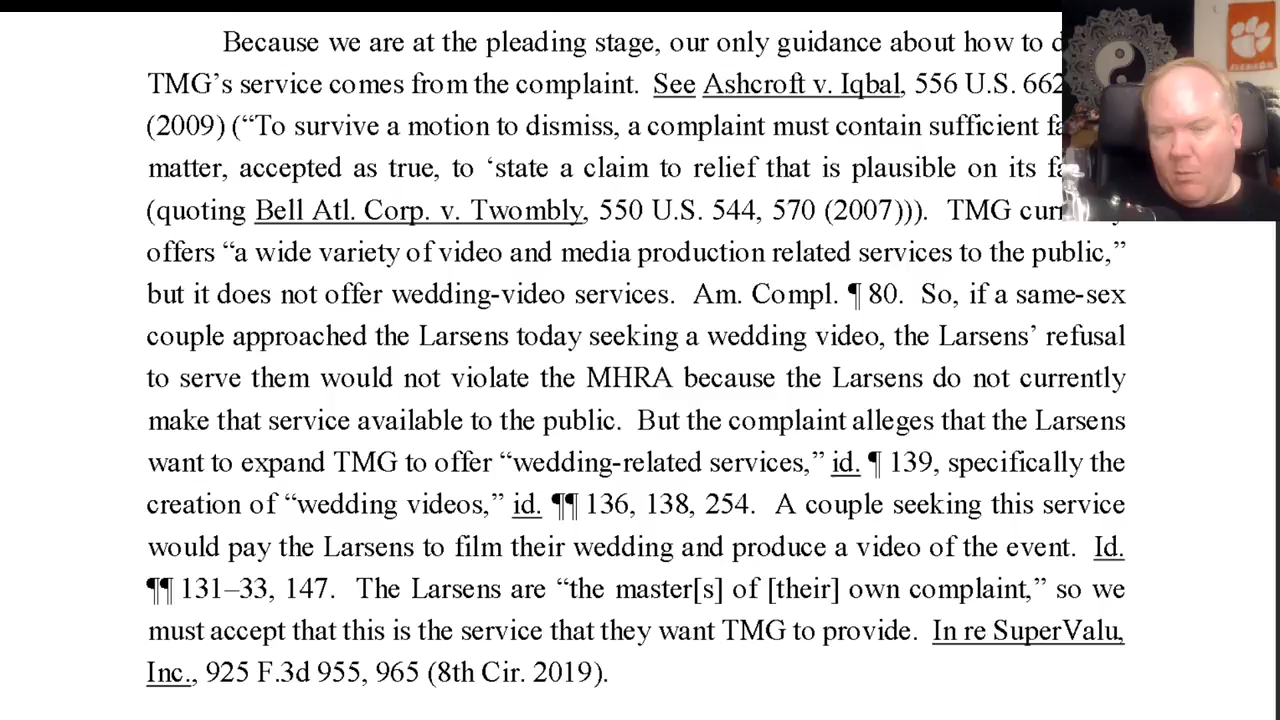 Because we are at the pleading stage, our only guidance about how to
TMG’s service comes from the complaint. See Ashcroft v. Iqbal, 556 U.S. 662
(2009) (“To survive a motion to dismiss, a complaint must contain sufficient
matter, accepted as true, to ‘state a claim to relief that is plausible on its
(quoting Bell Atl. Corp. v. Twombly, 550 U.S. 544, 570 (2007))). TMG
offers “a wide variety of video and media production related services to the public,”
but it does not offer wedding-video services. Am. Compl. ¶ 80. So, if a same-sex
couple approached the Larsens today seeking a wedding video, the Larsens’ refusal
to serve them would not violate the MHRA because the Larsens do not currently
make that service available to the public. But the complaint alleges that the Larsens
want to expand TMG to offer “wedding-related services,” id. ¶ 139, specifically the
creation of “wedding videos,” id. ¶¶ 136, 138, 254. A couple seeking this service
would pay the Larsens to film their wedding and produce a video of the event. Id.
¶¶ 131–33, 147. The Larsens are “the master[s] of [their] own complaint,” so we
must accept that this is the service that they want TMG to provide. In re SuperValu,
Inc., 925 F.3d 955, 965 (8th Cir. 2019).